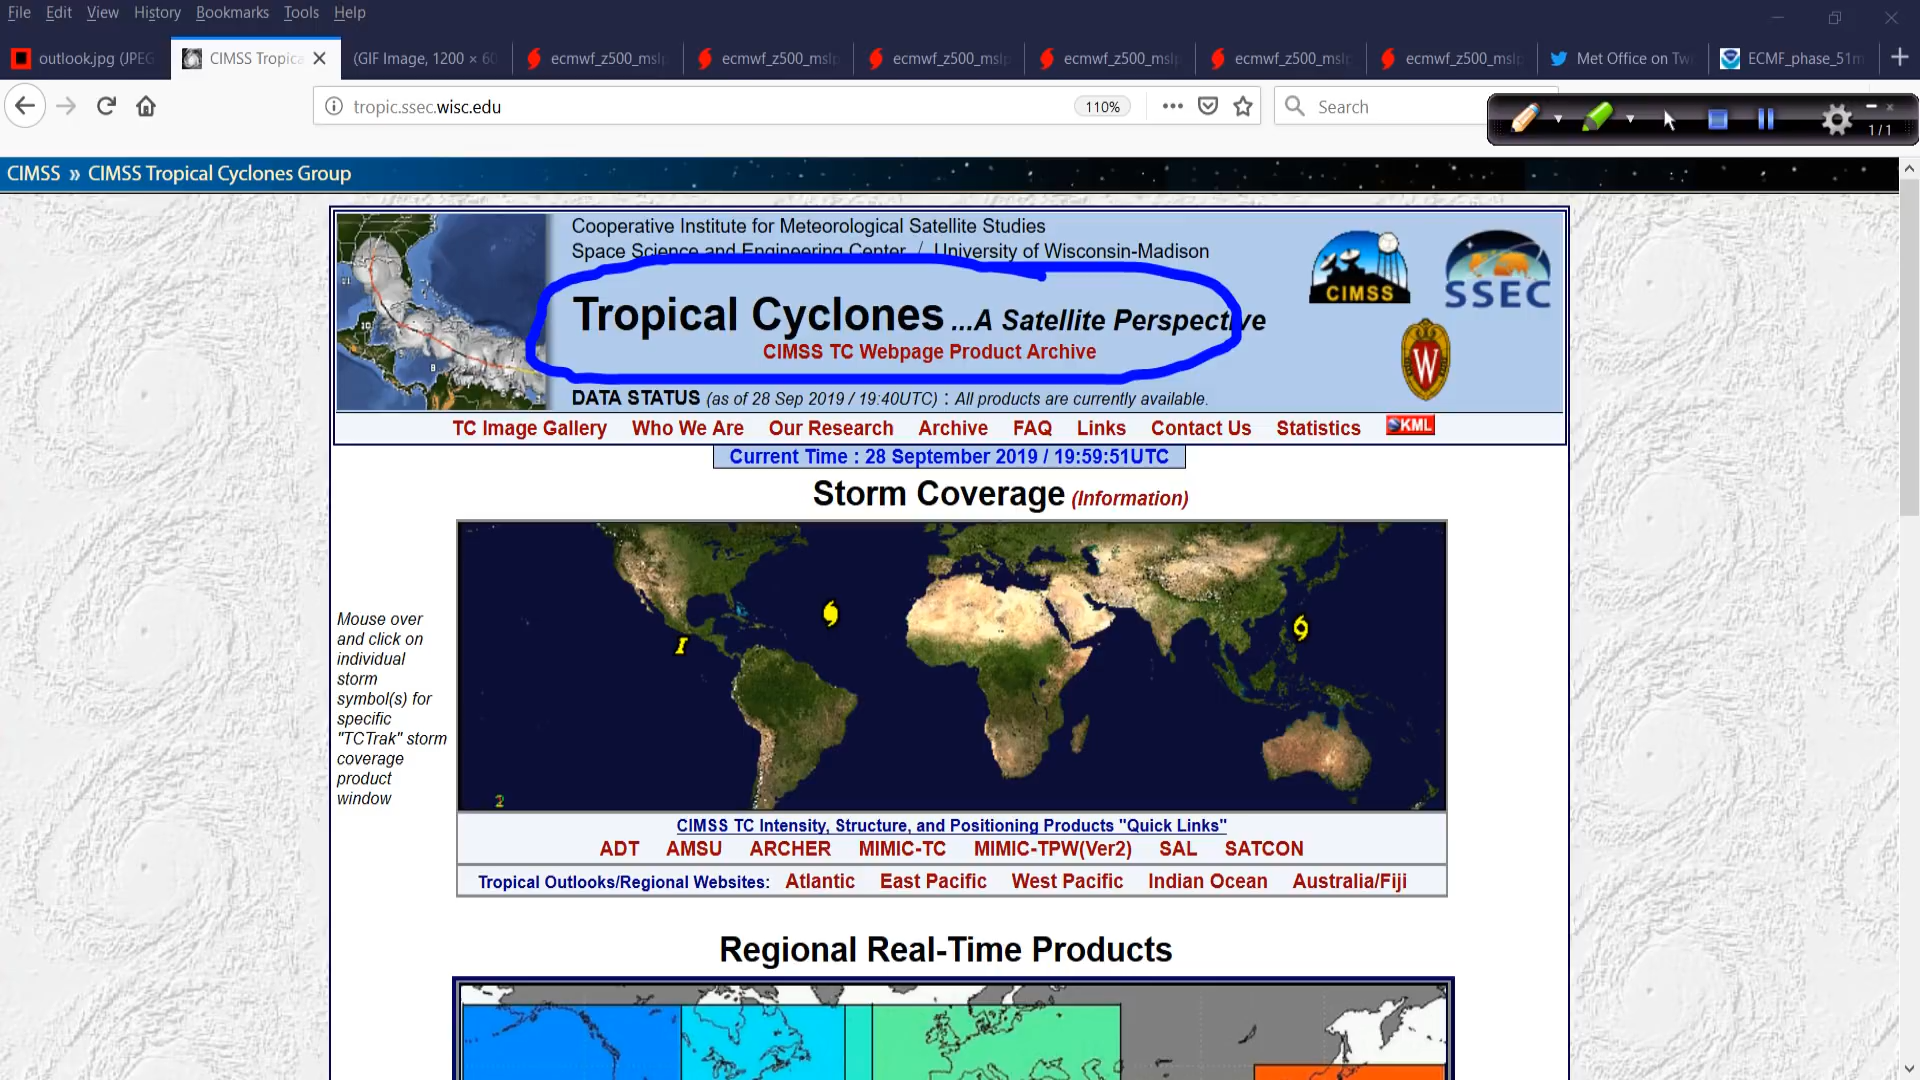 File Edit View History Bookmarks Tools Help
outlook.jpg (JPEG
CIMSS Tropica
(GIF Image, 1200 × 60
ecmwf_z500_mslp
ecmwf_z500_mslp
ecmwf_z500_mslp
ecmwf_z500_mslp
ecmwf_z500_mslp
ecmwf_z500_mslp
Met Office on Tw
ECMF_phase_51m
tropic.ssec.wisc.edu
110%
Search
1/1
CIMSS » CIMSS Tropical Cyclones Group
Cooperative Institute for Meteorological Satellite Studies
Space Science and Engineering Center / University of Wisconsin-Madison
Tropical Cyclones ...A Satellite Perspective
CIMSS TC Webpage Product Archive
DATA STATUS (as of 28 Sep 2019 / 19:40UTC) : All products are currently available.
CIMSS
SSEC
W
TC Image Gallery Who We Are Our Research Archive FAQ Links Contact Us Statistics KML
Current Time : 28 September 2019 / 19:59:51UTC
Storm Coverage (Information)
Mouse over
and click on
individual
storm
symbol(s) for
specific
"TCTrak" storm
coverage
product
window
I
2
CIMSS TC Intensity, Structure, and Positioning Products "Quick Links"
ADT AMSU ARCHER MIMIC-TC MIMIC-TPW(Ver2) SAL SATCON
Tropical Outlooks/Regional Websites: Atlantic East Pacific West Pacific Indian Ocean Australia/Fiji
Regional Real-Time Products